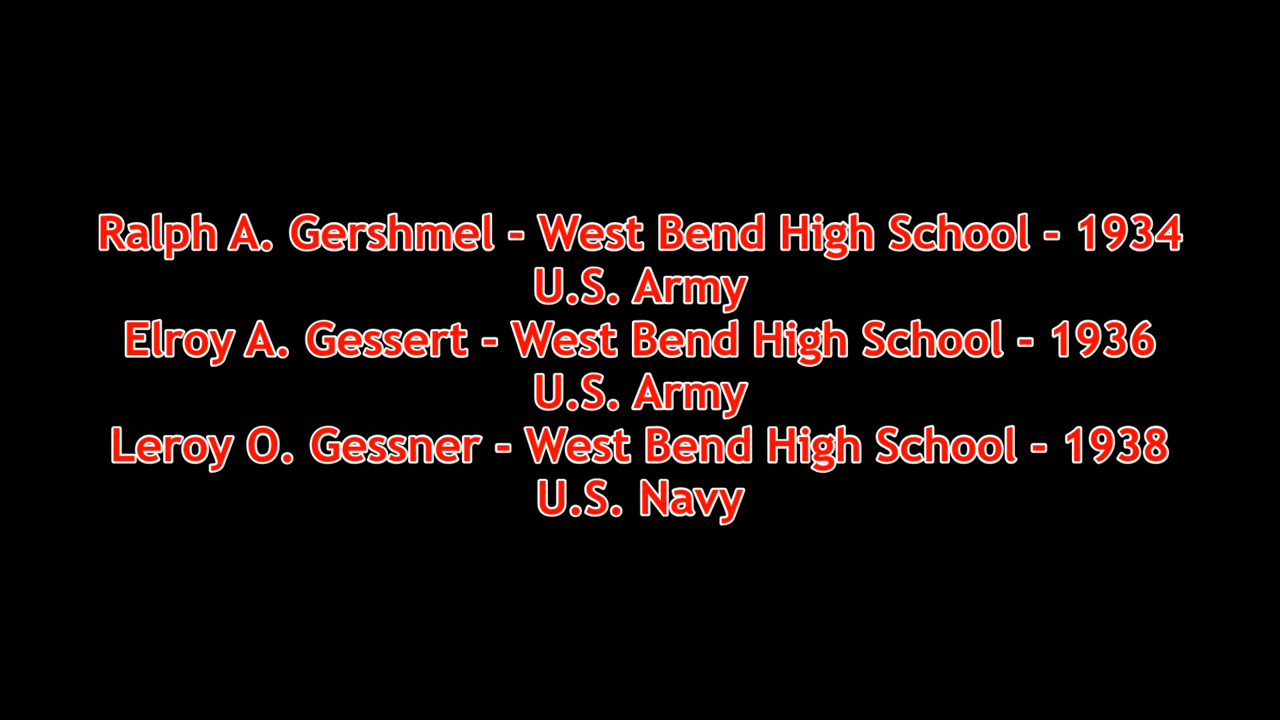 Ralph A. Gershmel - West Bend High School - 1934
U.S. Army
Elroy A. Gessert - West Bend High School - 1936
U.S. Army
Leroy O. Gessner - West Bend High School - 1938
U.S. Navy